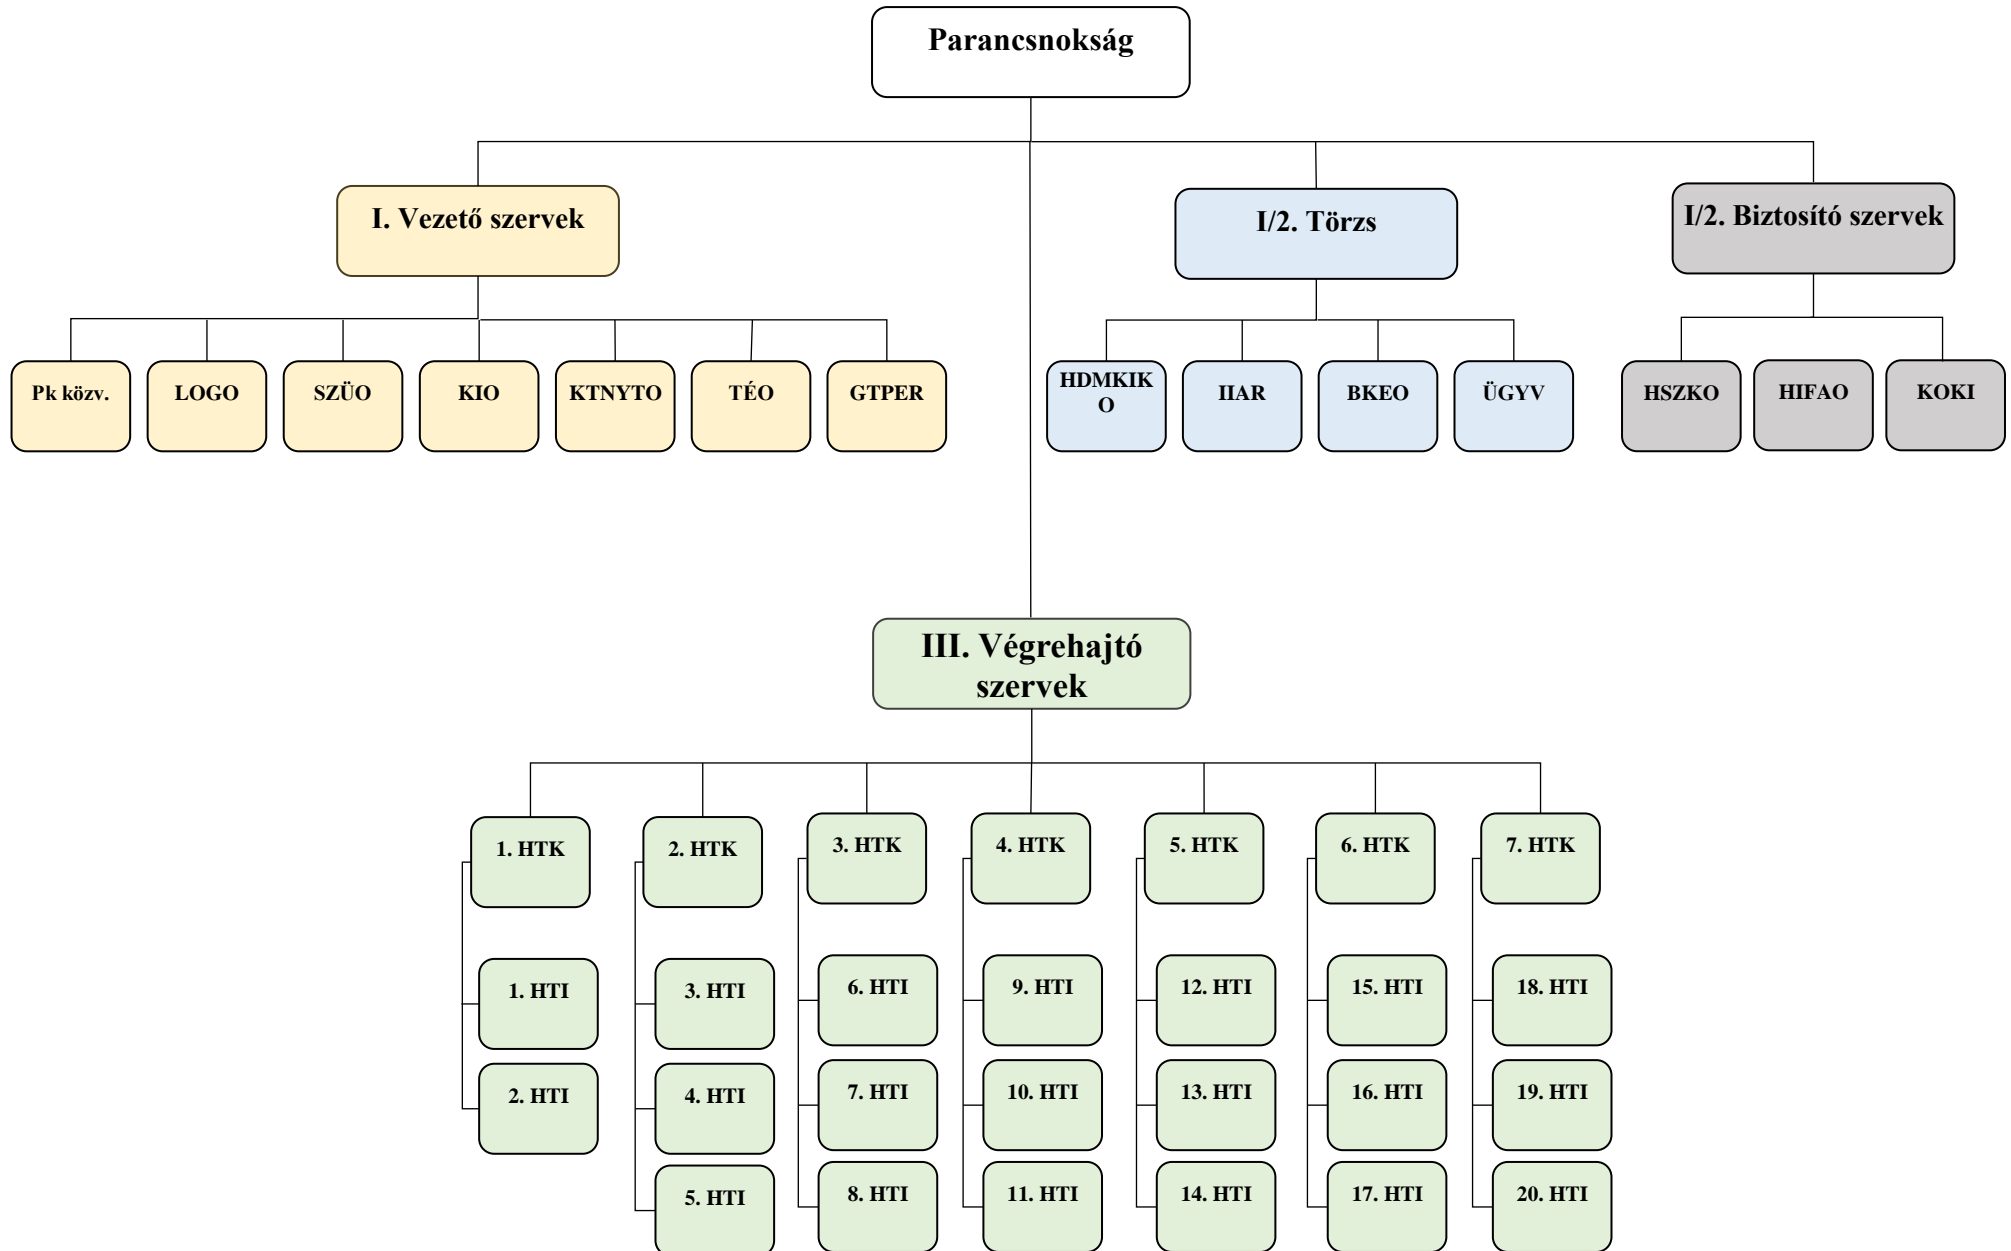 Parancsnokság
I. Vezető szervek
I/2. Törzs
I/2. Biztosító szervek
Pk közv.
LOGO
SZÜO
KIO
KTNYTO
TÉO
GTPER
HDMKIK
O
IIAR
BKEO
ÜGYV
HSZKO
HIFAO
KOKI
III. Végrehajtó
szervek
1. HTK
2. HTK
3. HTK
4. HTK
5. HTK
6. HTK
7. HTK
1. HTI
3. HTI
6. HTI
9. HTI
12. HTI
15. HTI
18. HTI
2. HTI
4. HTI
7. HTI
10. HTI
13. HTI
16. HTI
19. HTI
5. HTI
8. HTI
11. HTI
14. HTI
17. HTI
20. HTI